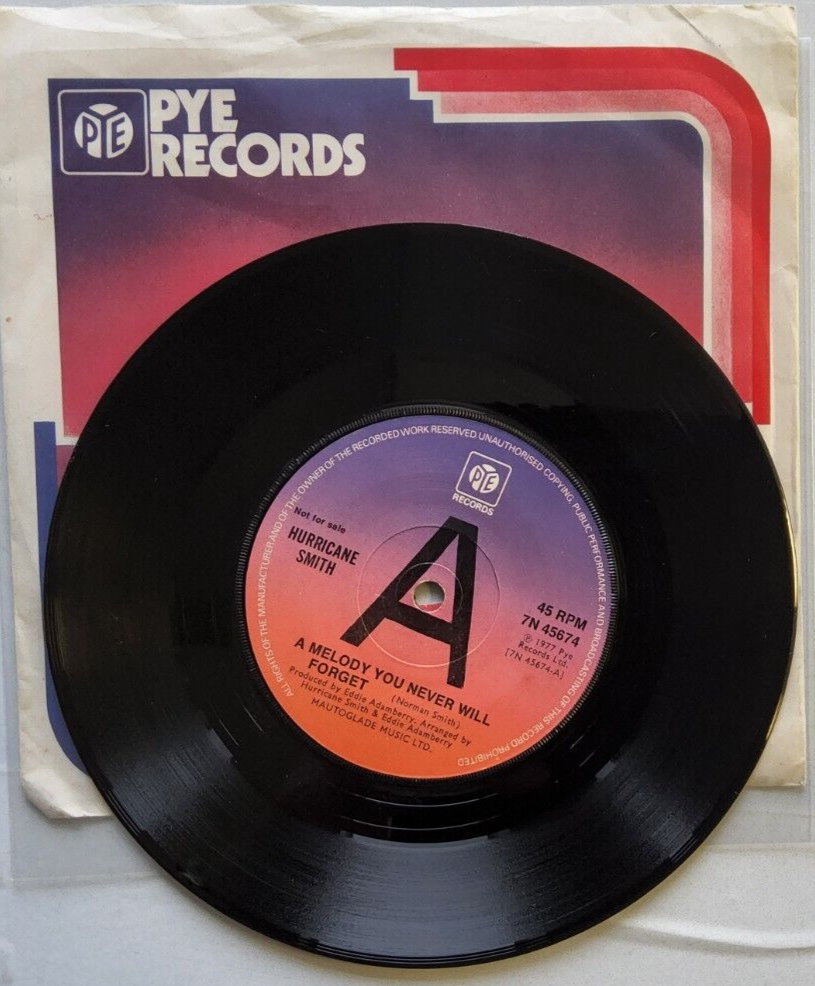 PYE
RECORDS
PYE
ALL RIGHTS OF THE MANUFACTURER AND OF THE OWNER OF THE RECORDED WORK RESERVED. UNAUTHORISED COPYING, PUBLIC PERFORMANCE AND BROADCASTING OF THIS RECORD PROHIBITED
PYE
RECORDS
Not for sale
HURRICANE
SMITH
A
45 RPM
7N 45674
Ⓟ 1977 Pye
Records Ltd.
(7N 45674-A)
A MELODY YOU NEVER WILL
FORGET
(Norman Smith)
Produced by Eddie Adamberry, Arranged by
Hurricane Smith & Eddie Adamberry
MAUTOGLADE MUSIC LTD.